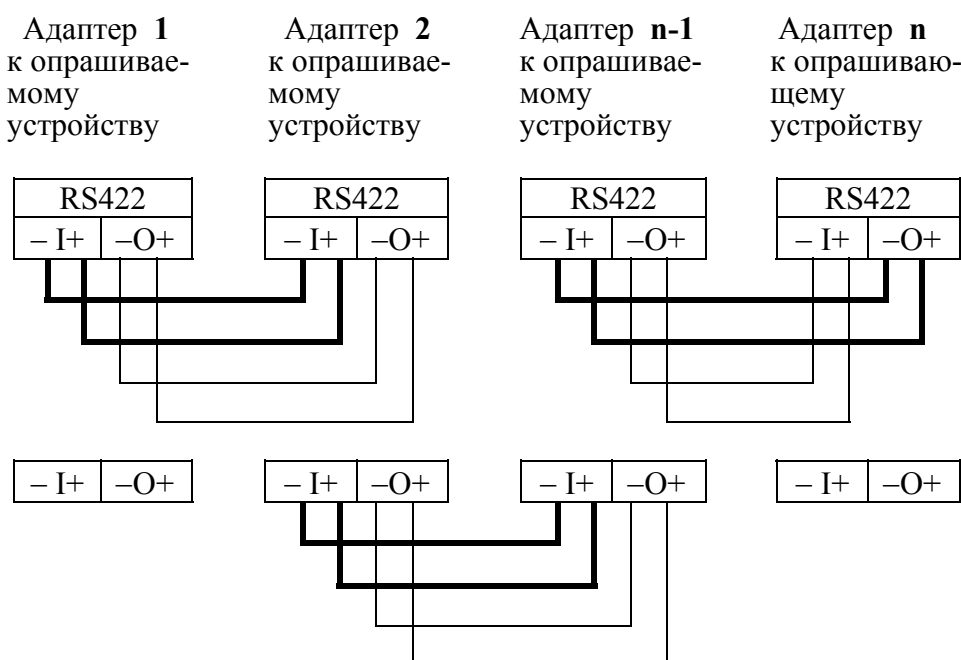 Адаптер 1
к опрашивае-
мому
устройству
Адаптер 2
к опрашивае-
мому
устройству
Адаптер n-1
к опрашивае-
мому
устройству
Адаптер n
к опрашиваю-
щему
устройству
RS422
– I+ –O+
RS422
– I+ –O+
RS422
– I+ –O+
RS422
– I+ –O+
– I+ –O+
– I+ –O+
– I+ –O+
– I+ –O+